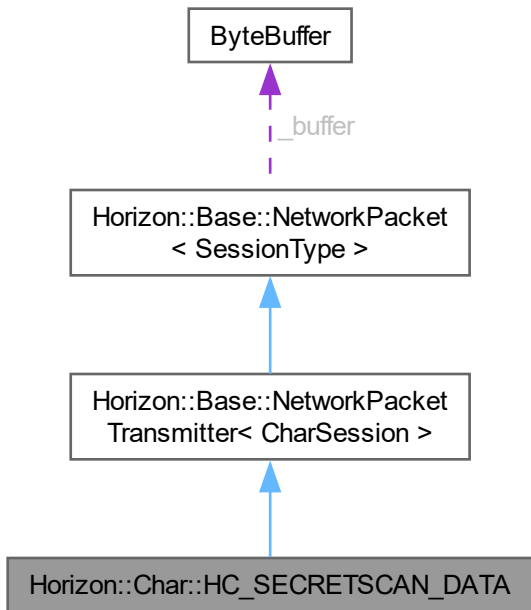 ByteBuffer
_buffer
Horizon::Base::NetworkPacket
< SessionType >
Horizon::Base::NetworkPacket
Transmitter< CharSession >
Horizon::Char::HC_SECRETSCAN_DATA